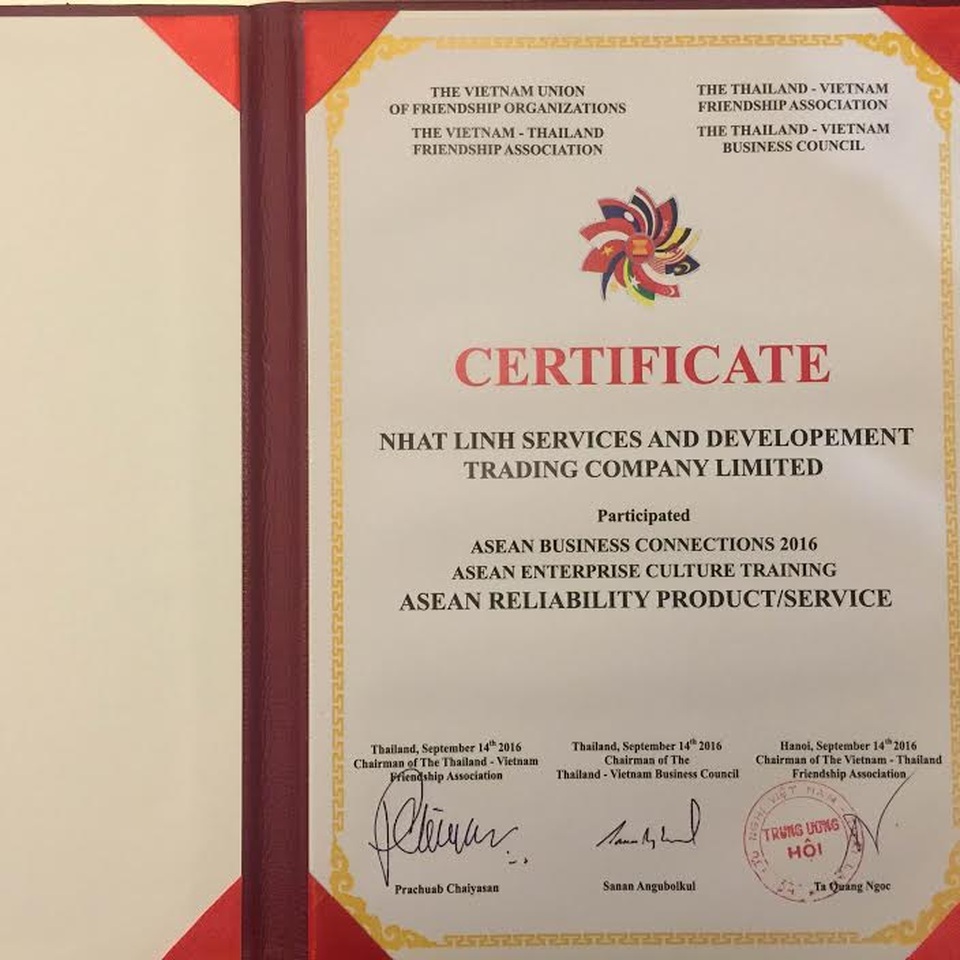 THE VIETNAM UNION
OF FRIENDSHIP ORGANIZATIONS
THE VIETNAM - THAILAND
FRIENDSHIP ASSOCIATION
THE THAILAND - VIETNAM
FRIENDSHIP ASSOCIATION
THE THAILAND - VIETNAM
BUSINESS COUNCIL
CERTIFICATE
NHAT LINH SERVICES AND DEVELOPEMENT
TRADING COMPANY LIMITED
Participated
ASEAN BUSINESS CONNECTIONS 2016
ASEAN ENTERPRISE CULTURE TRAINING
ASEAN RELIABILITY PRODUCT/SERVICE
Thailand, September 14th 2016
Chairman of The Thailand - Vietnam
Friendship Association
Prachuab Chaiyasan
Thailand, September 14th 2016
Chairman of The
Thailand - Vietnam Business Council
Sanan Angubolkul
Hanoi, September 14th 2016
Chairman of The Vietnam - Thailand
Friendship Association
NGHỊ VIỆT NAM
TRUNG ƯƠNG
HỘI
Ta Quang Ngoc